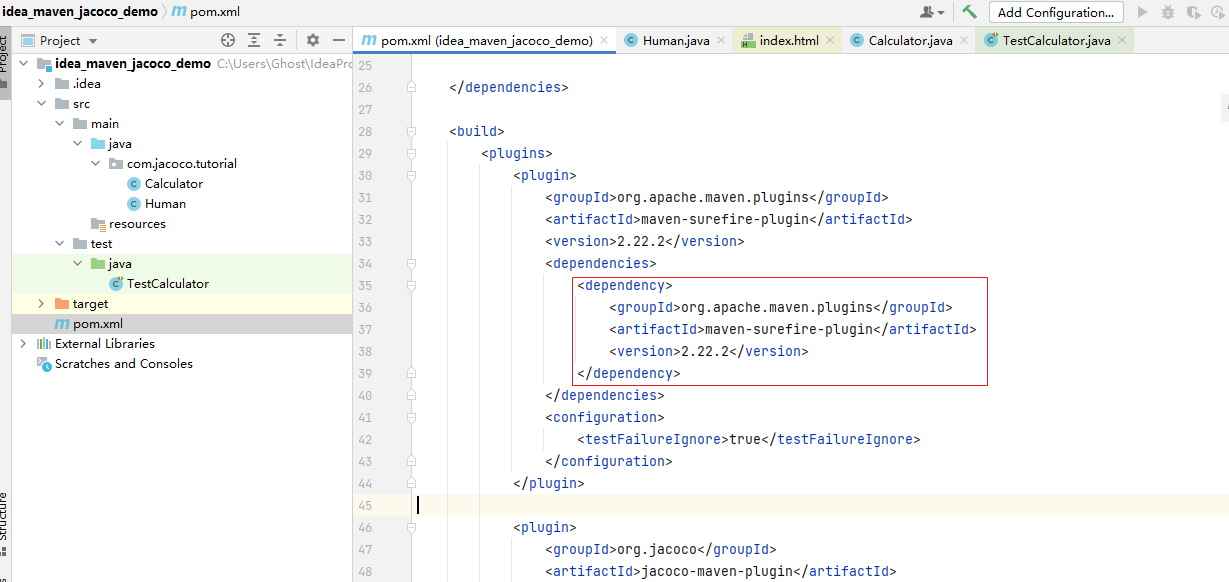 idea_maven_jacoco_demo pom.xml
Add Configuration...
Project
Project
pom.xml (idea_maven_jacoco_demo)
Human.java
index.html
Calculator.java
TestCalculator.java
idea_maven_jacoco_demo C:\Users\Ghost\IdeaPro
.idea
src
main
java
com.jacoco.tutorial
Calculator
Human
resources
test
java
TestCalculator
target
pom.xml
External Libraries
Scratches and Consoles
Structure
25
26 </dependencies>
27
28 <build>
29 <plugins>
30 <plugin>
31 <groupId>org.apache.maven.plugins</groupId>
32 <artifactId>maven-surefire-plugin</artifactId>
33 <version>2.22.2</version>
34 <dependencies>
35 <dependency>
36 <groupId>org.apache.maven.plugins</groupId>
37 <artifactId>maven-surefire-plugin</artifactId>
38 <version>2.22.2</version>
39 </dependency>
40 </dependencies>
41 <configuration>
42 <testFailureIgnore>true</testFailureIgnore>
43 </configuration>
44 </plugin>
45
46 <plugin>
47 <groupId>org.jacoco</groupId>
48 <artifactId>jacoco-maven-plugin</artifactId>